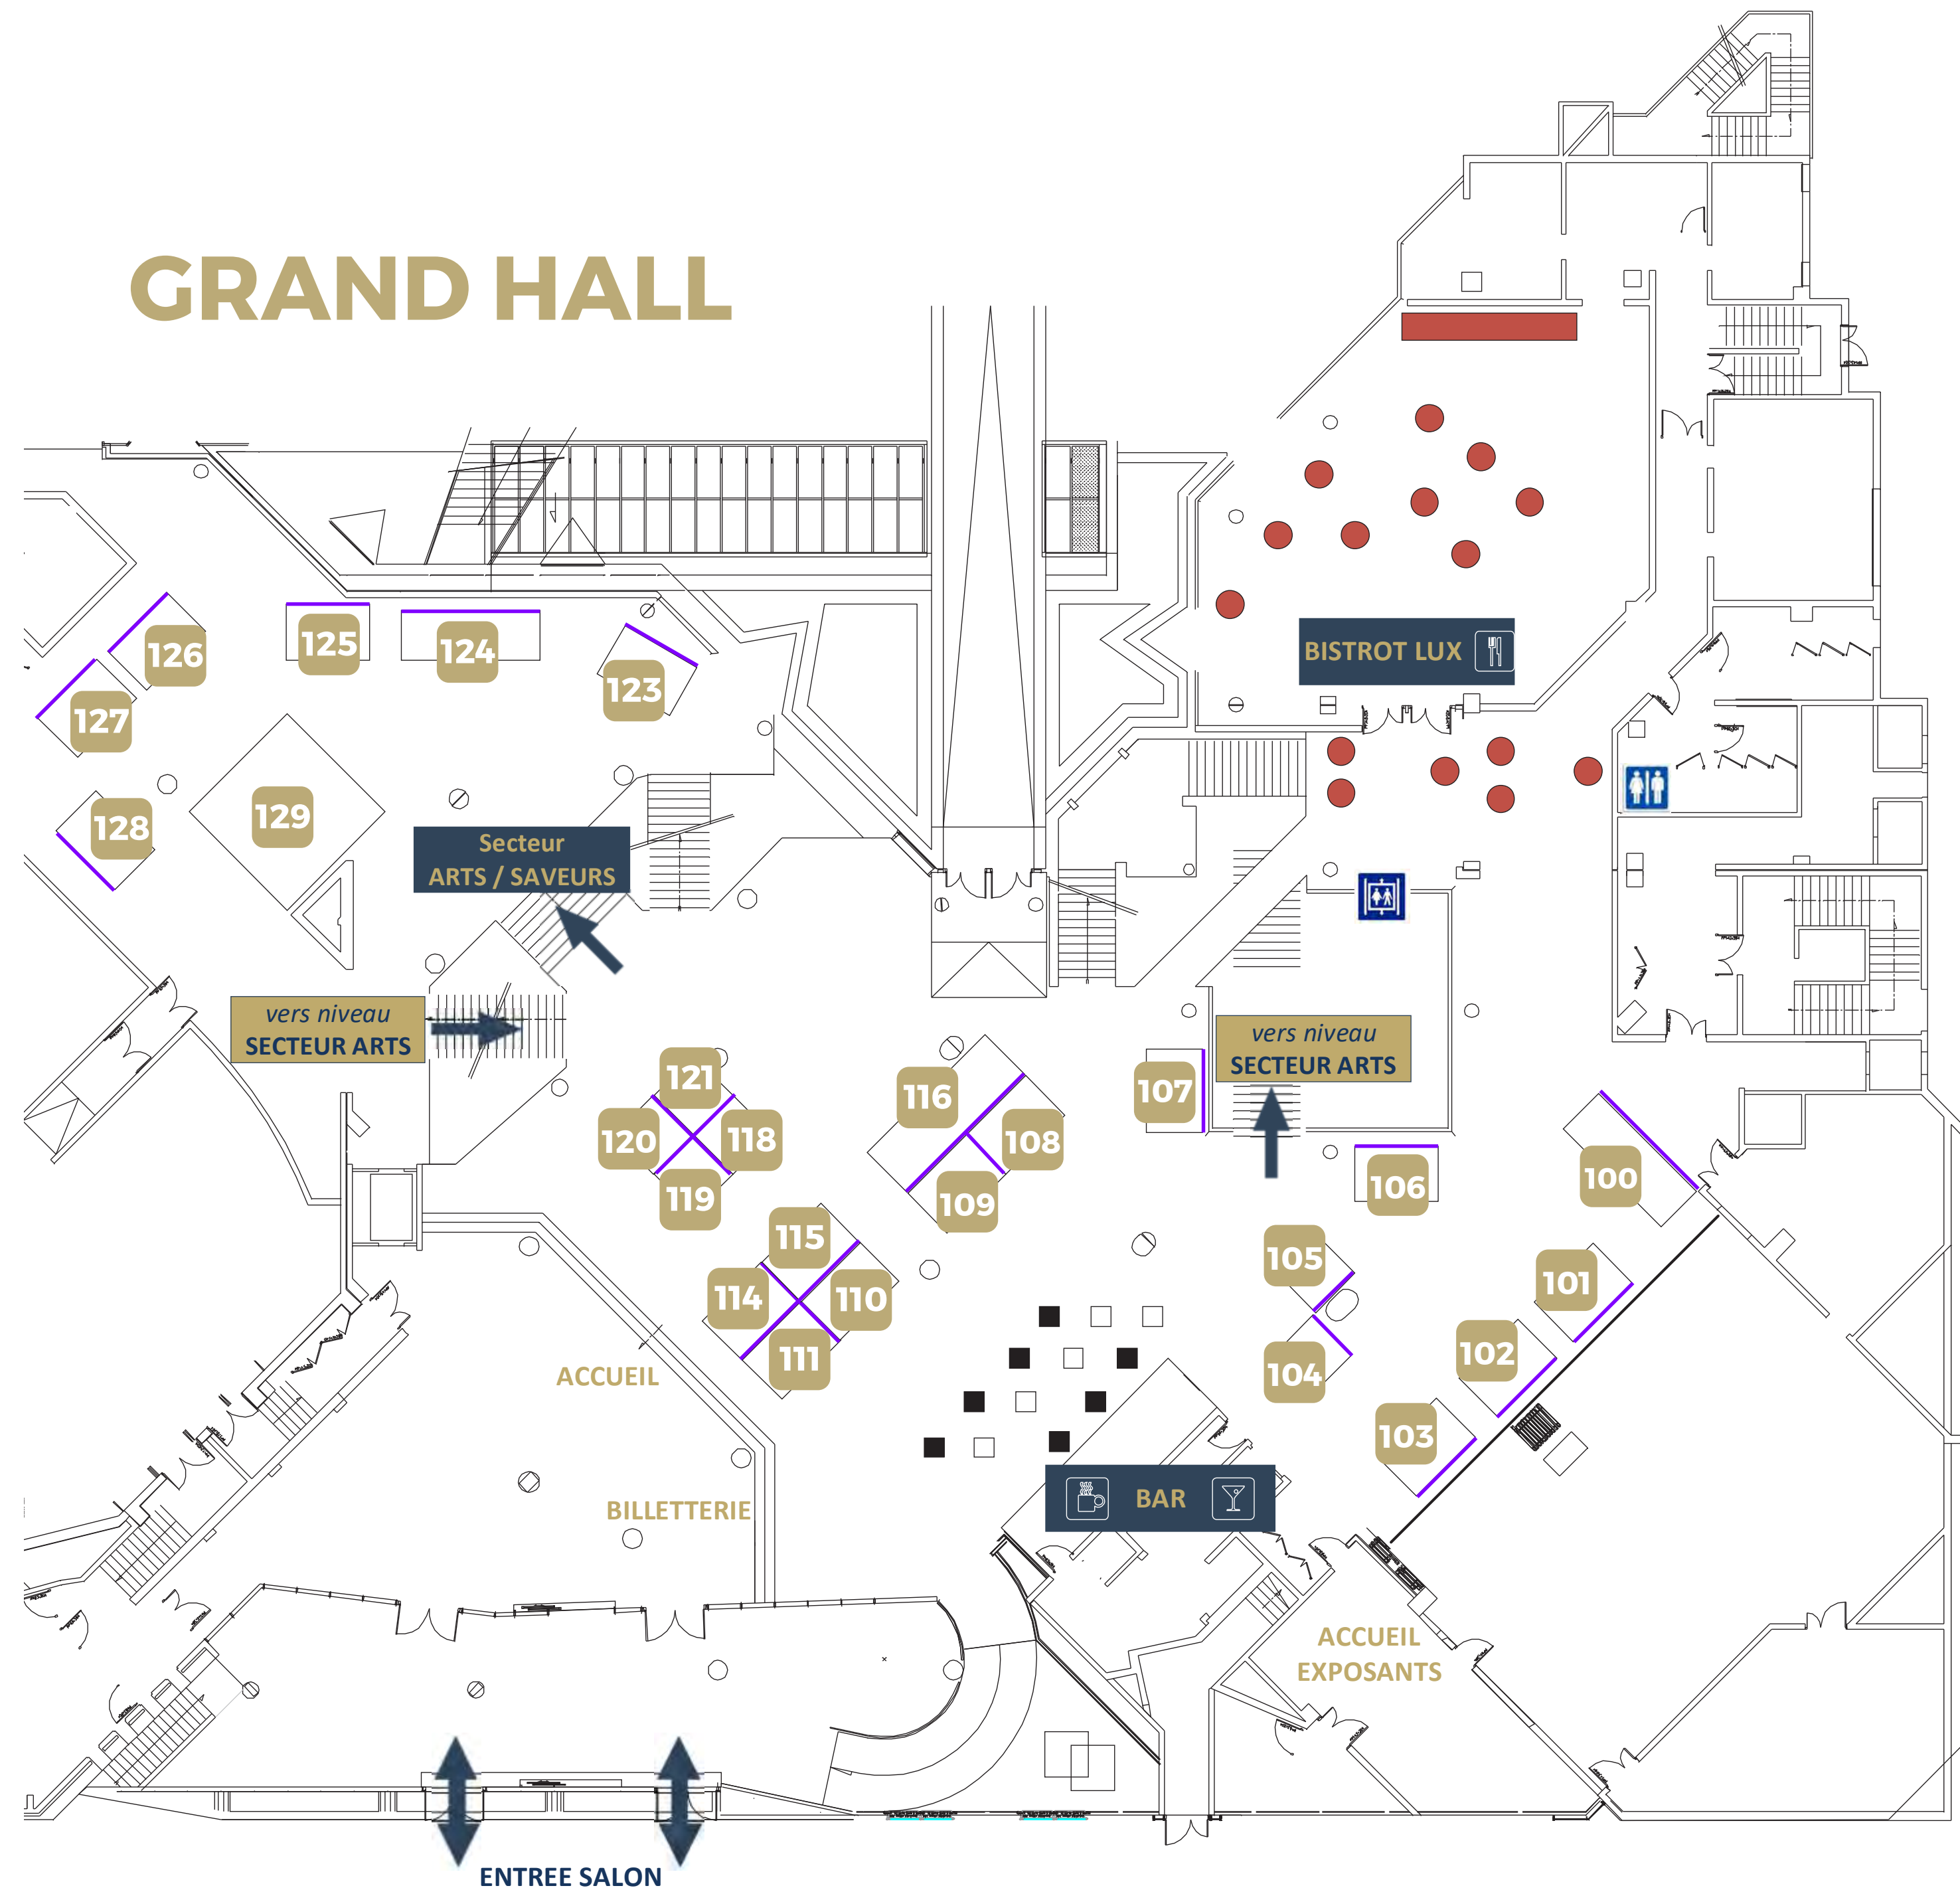 GRAND HALL
BISTROT LUX
126
125
124
123
127
128
129
Secteur
ARTS / SAVEURS
vers niveau
SECTEUR ARTS
vers niveau
SECTEUR ARTS
121
120
118
119
116
108
109
107
106
100
115
114
110
111
105
104
101
102
103
ACCUEIL
BILLETTERIE
BAR
ACCUEIL
EXPOSANTS
ENTREE SALON